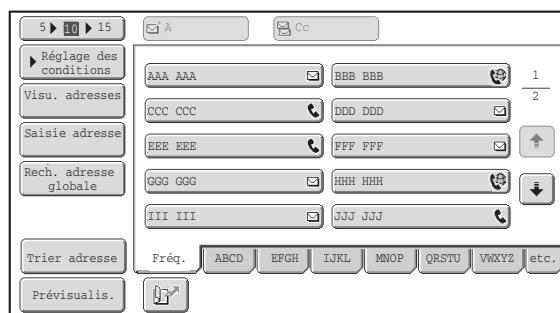 5 10 15
A
Cc
Réglage des
conditions
Visu. adresses
Saisie adresse
Rech. adresse
globale
Trier adresse
Prévisualis.
AAA AAA
BBB BBB
CCC CCC
DDD DDD
EEE EEE
FFF FFF
GGG GGG
HHH HHH
III III
JJJ JJJ
1
2
Fréq.
ABCD
EFGH
IJKL
MNOP
QRSTU
VWXYZ
etc.